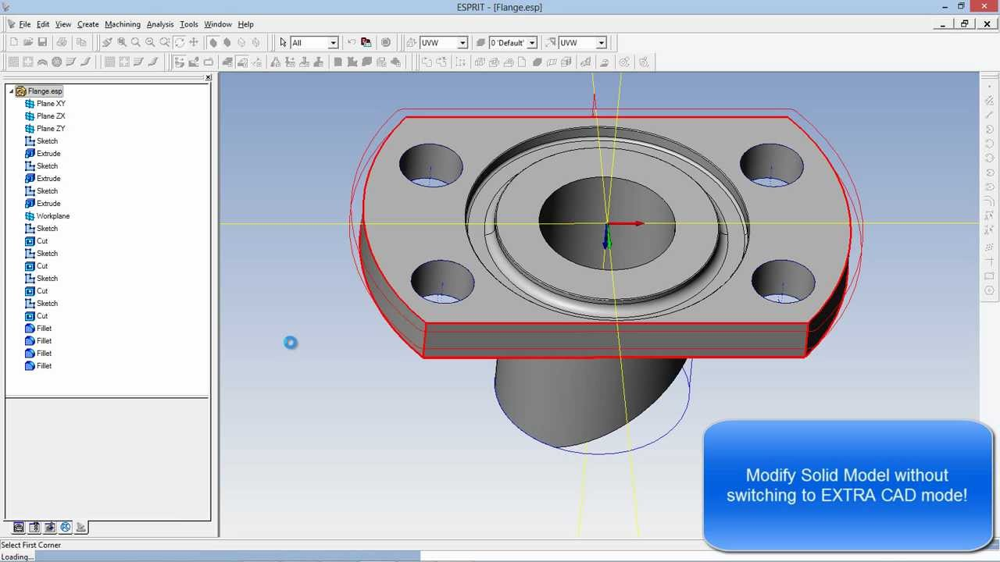 ESPRIT - [Flange.esp]
File Edit View Create Machining Analysis Tools Window Help
All UVW 0 'Default' UVW
Flange.esp
Plane XY
Plane ZX
Plane ZY
Sketch
Extrude
Sketch
Extrude
Sketch
Extrude
Workplane
Sketch
Cut
Sketch
Cut
Sketch
Cut
Sketch
Cut
Fillet
Fillet
Fillet
Fillet
Modify Solid Model without
switching to EXTRA CAD mode!
Select First Corner
Loading...